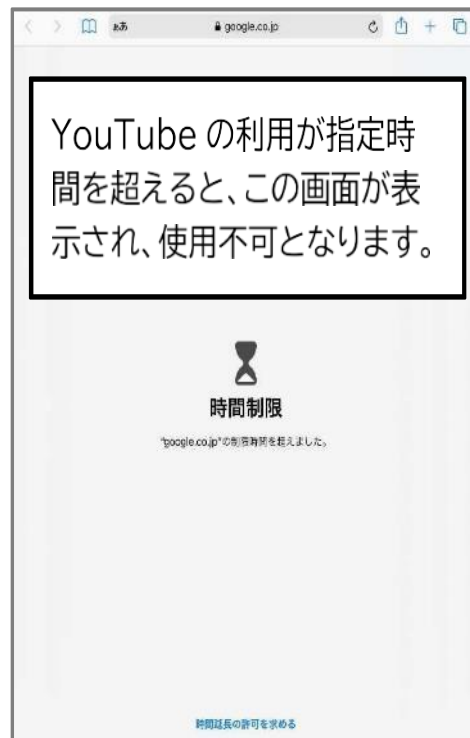 ああ
google.co.jp
YouTube の利用が指定時
間を超えると、この画面が表
示され、使用不可となります。
時間制限
"google.co.jp"の制限時間を超えました。
時間延長の許可を求める